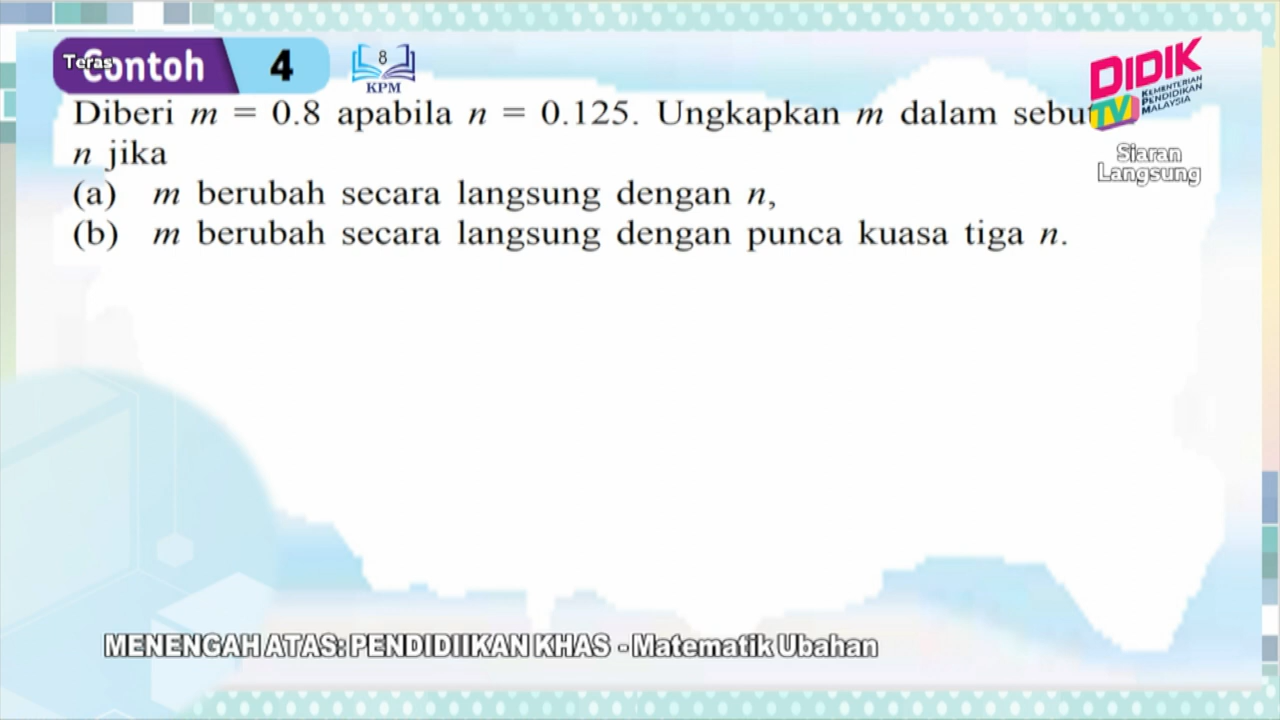 Teras
Contoh 4
8
KPM
DIDIK
TV
KEMENTERIAN
PENDIDIKAN
MALAYSIA
Siaran
Langsung
Diberi m = 0.8 apabila n = 0.125. Ungkapkan m dalam sebut
n jika
(a) m berubah secara langsung dengan n,
(b) m berubah secara langsung dengan punca kuasa tiga n.
MENENGAH ATAS: PENDIDIIKAN KHAS - Matematik Ubahan